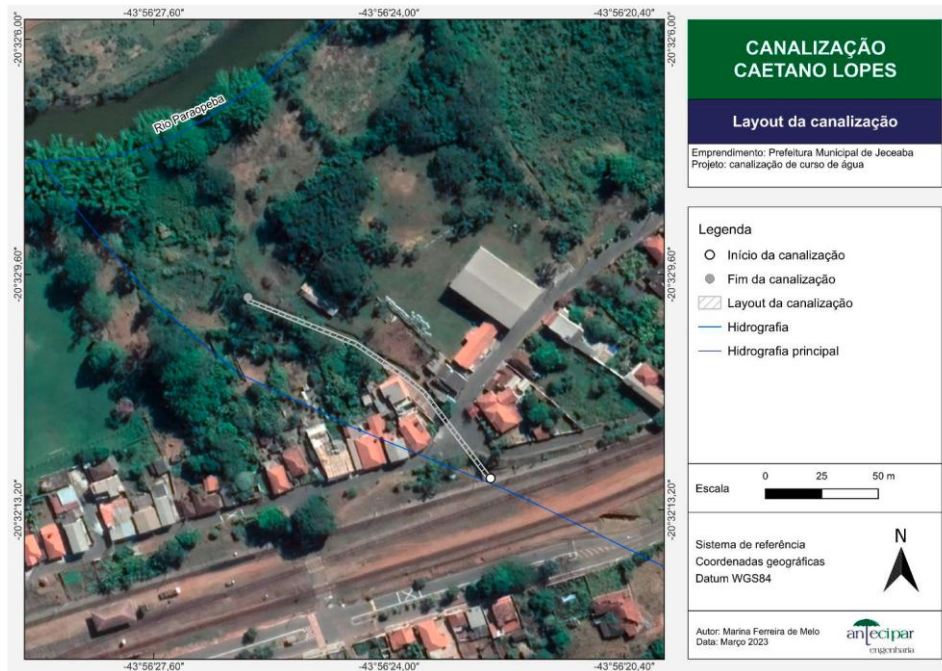 -43°56'27,60"
-43°56'24,00"
-43°56'20,40"
-20°32'6,00"
-20°32'6,00"
Rio Paraopeba
-20°32'9,60"
-20°32'9,60"
-20°32'13,20"
-20°32'13,20"
-43°56'27,60"
-43°56'24,00"
-43°56'20,40"
CANALIZAÇÃO
CAETANO LOPES
Layout da canalização
Emprendimento: Prefeitura Municipal de Jeceaba
Projeto: canalização de curso de água
Legenda
Início da canalização
Fim da canalização
Layout da canalização
Hidrografia
Hidrografia principal
Escala
0 25 50 m
Sistema de referência
Coordenadas geográficas
Datum WGS84
N
Autor: Marina Ferreira de Melo
Data: Março 2023
antecipar
engenharia